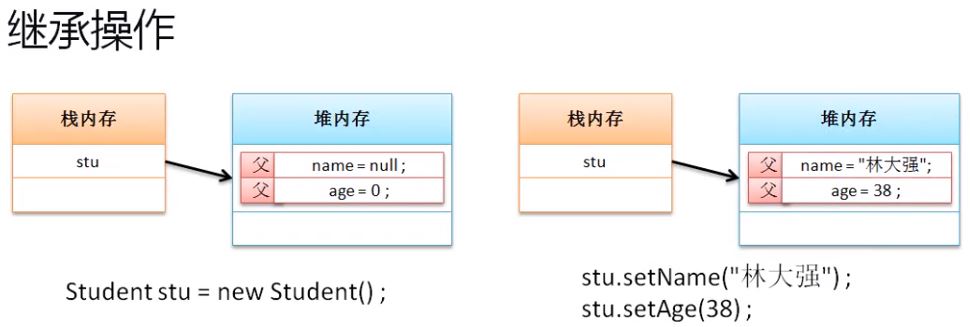 继承操作
栈内存
堆内存
stu
父 name = null ;
父 age = 0 ;
Student stu = new Student() ;
栈内存
堆内存
stu
父 name = "林大强";
父 age = 38 ;
stu.setName("林大强") ;
stu.setAge(38) ;